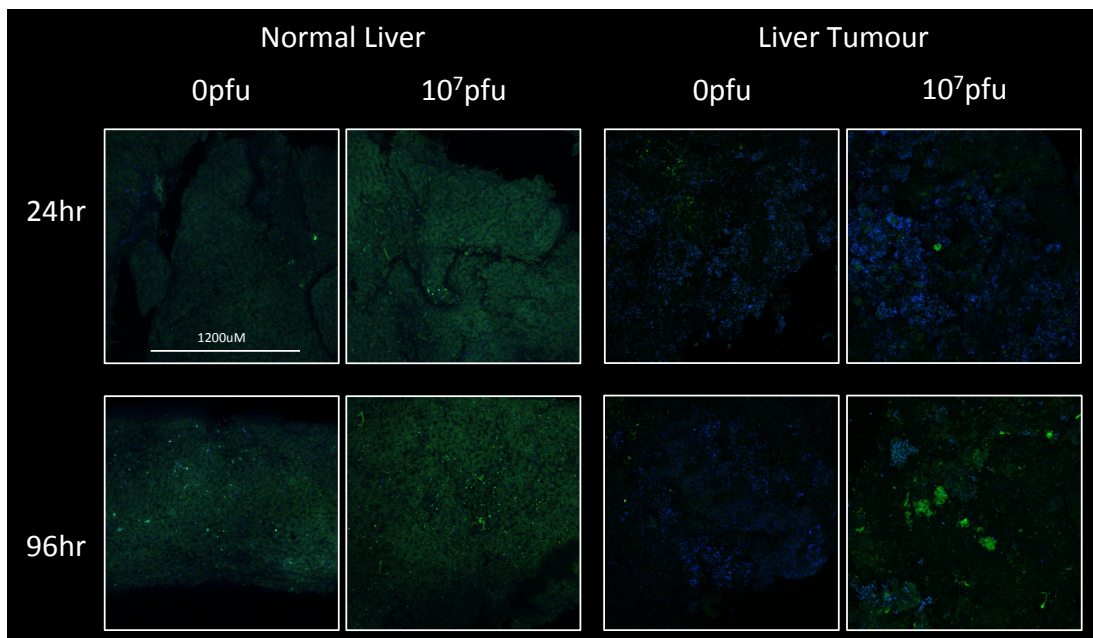 Normal Liver Liver Tumour
0pfu 10⁷pfu 0pfu 10⁷pfu
24hr
1200uM
96hr